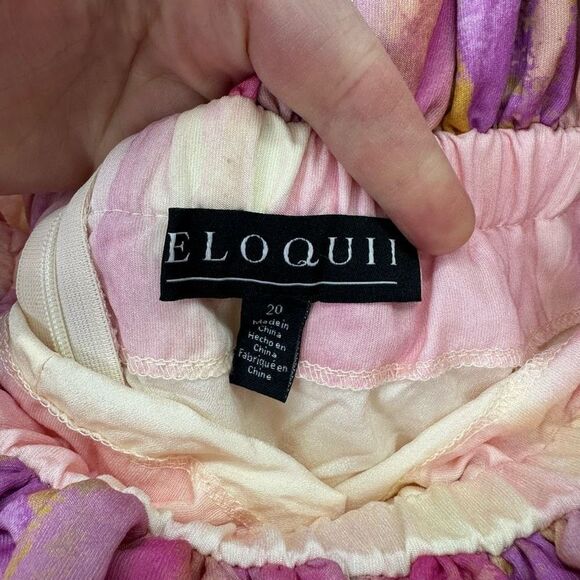 ELOQUII
20
Made in
China
Hecho en
China
Fabriqué en
Chine